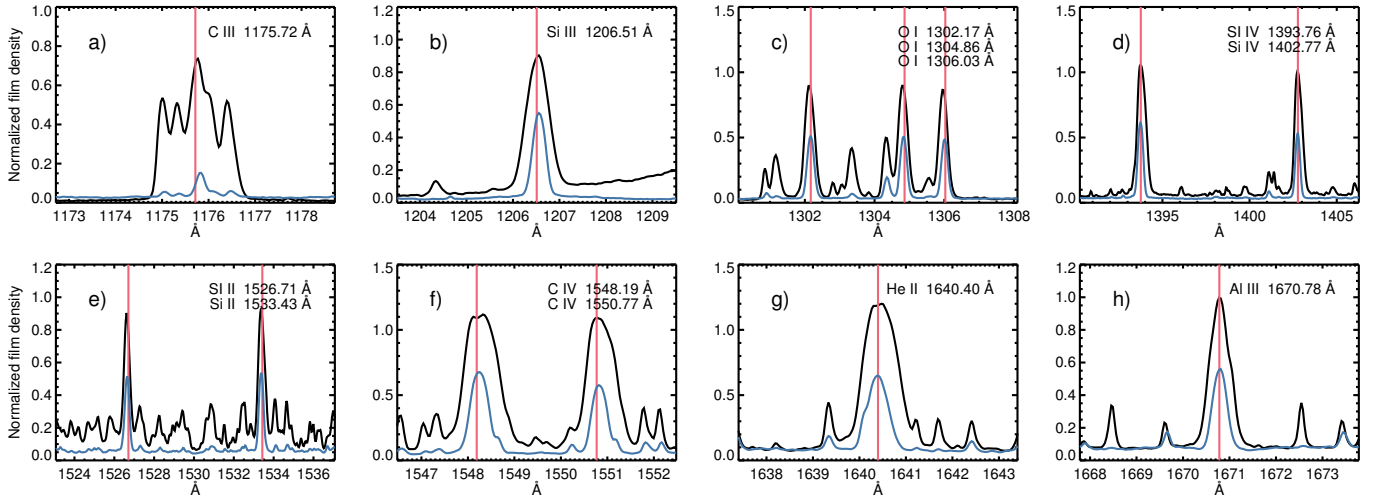 a)
C III 1175.72 Å
1.0
0.8
0.6
0.4
0.2
0.0
Normalized film density
1173 1174 1175 1176 1177 1178
Å
b)
Si III 1206.51 Å
1.2
1.0
0.8
0.6
0.4
0.2
0.0
1204 1205 1206 1207 1208 1209
Å
c)
O I 1302.17 Å
O I 1304.86 Å
O I 1306.03 Å
1.5
1.0
0.5
0.0
1302 1304 1306 1308
Å
d)
SI IV 1393.76 Å
Si IV 1402.77 Å
1.5
1.0
0.5
0.0
1395 1400 1405
Å
e)
SI II 1526.71 Å
Si II 1533.43 Å
1.2
1.0
0.8
0.6
0.4
0.2
0.0
Normalized film density
1524 1526 1528 1530 1532 1534 1536
Å
f)
C IV 1548.19 Å
C IV 1550.77 Å
1.5
1.0
0.5
0.0
1547 1548 1549 1550 1551 1552
Å
g)
He II 1640.40 Å
1.5
1.0
0.5
0.0
1638 1639 1640 1641 1642 1643
Å
h)
Al III 1670.78 Å
1.2
1.0
0.8
0.6
0.4
0.2
0.0
1668 1669 1670 1671 1672 1673
Å